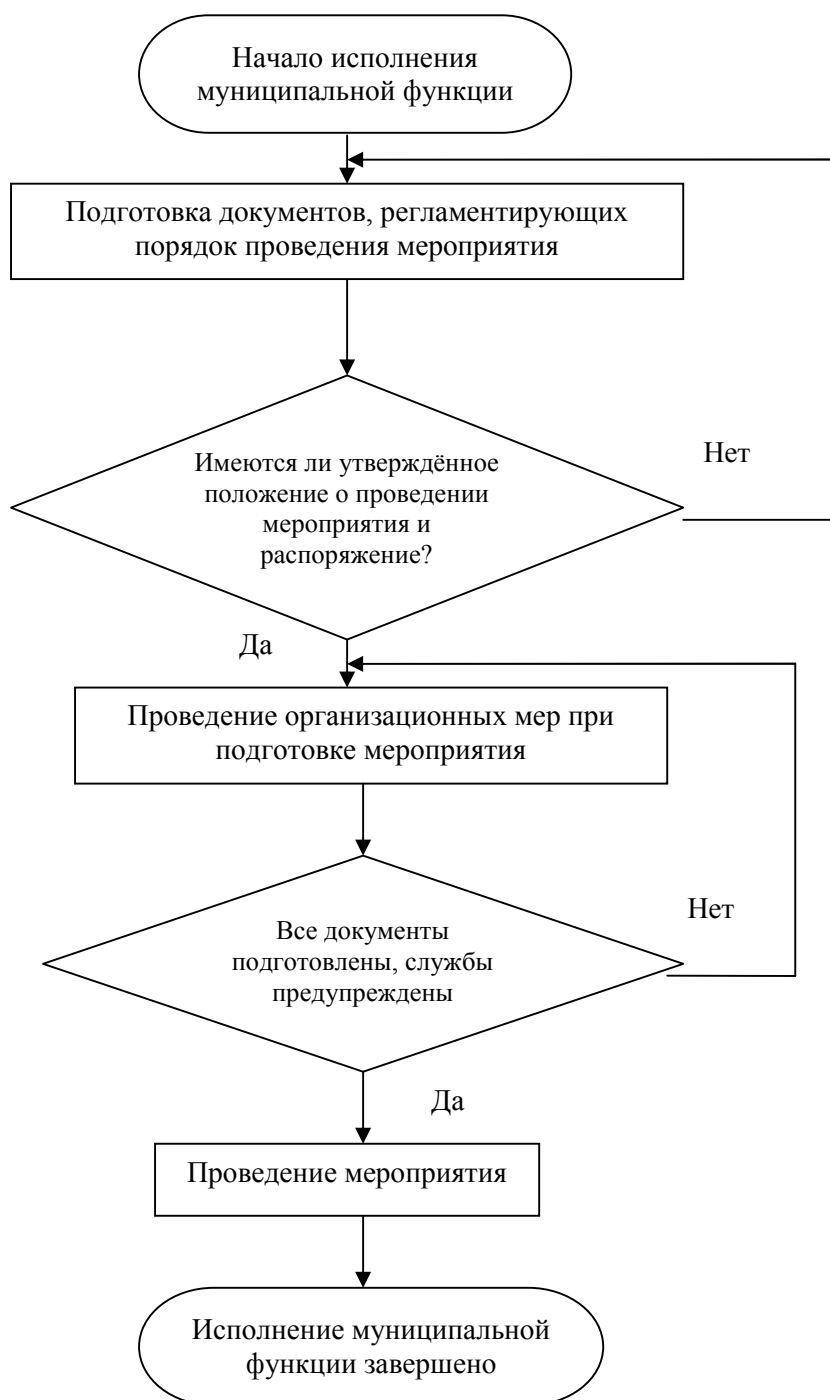 Начало исполнения
муниципальной функции
Подготовка документов, регламентирующих
порядок проведения мероприятия
Имеются ли утверждённое
положение о проведении
мероприятия и
распоряжение?
Нет
Да
Проведение организационных мер при
подготовке мероприятия
Все документы
подготовлены, службы
предупреждены
Нет
Да
Проведение мероприятия
Исполнение муниципальной
функции завершено